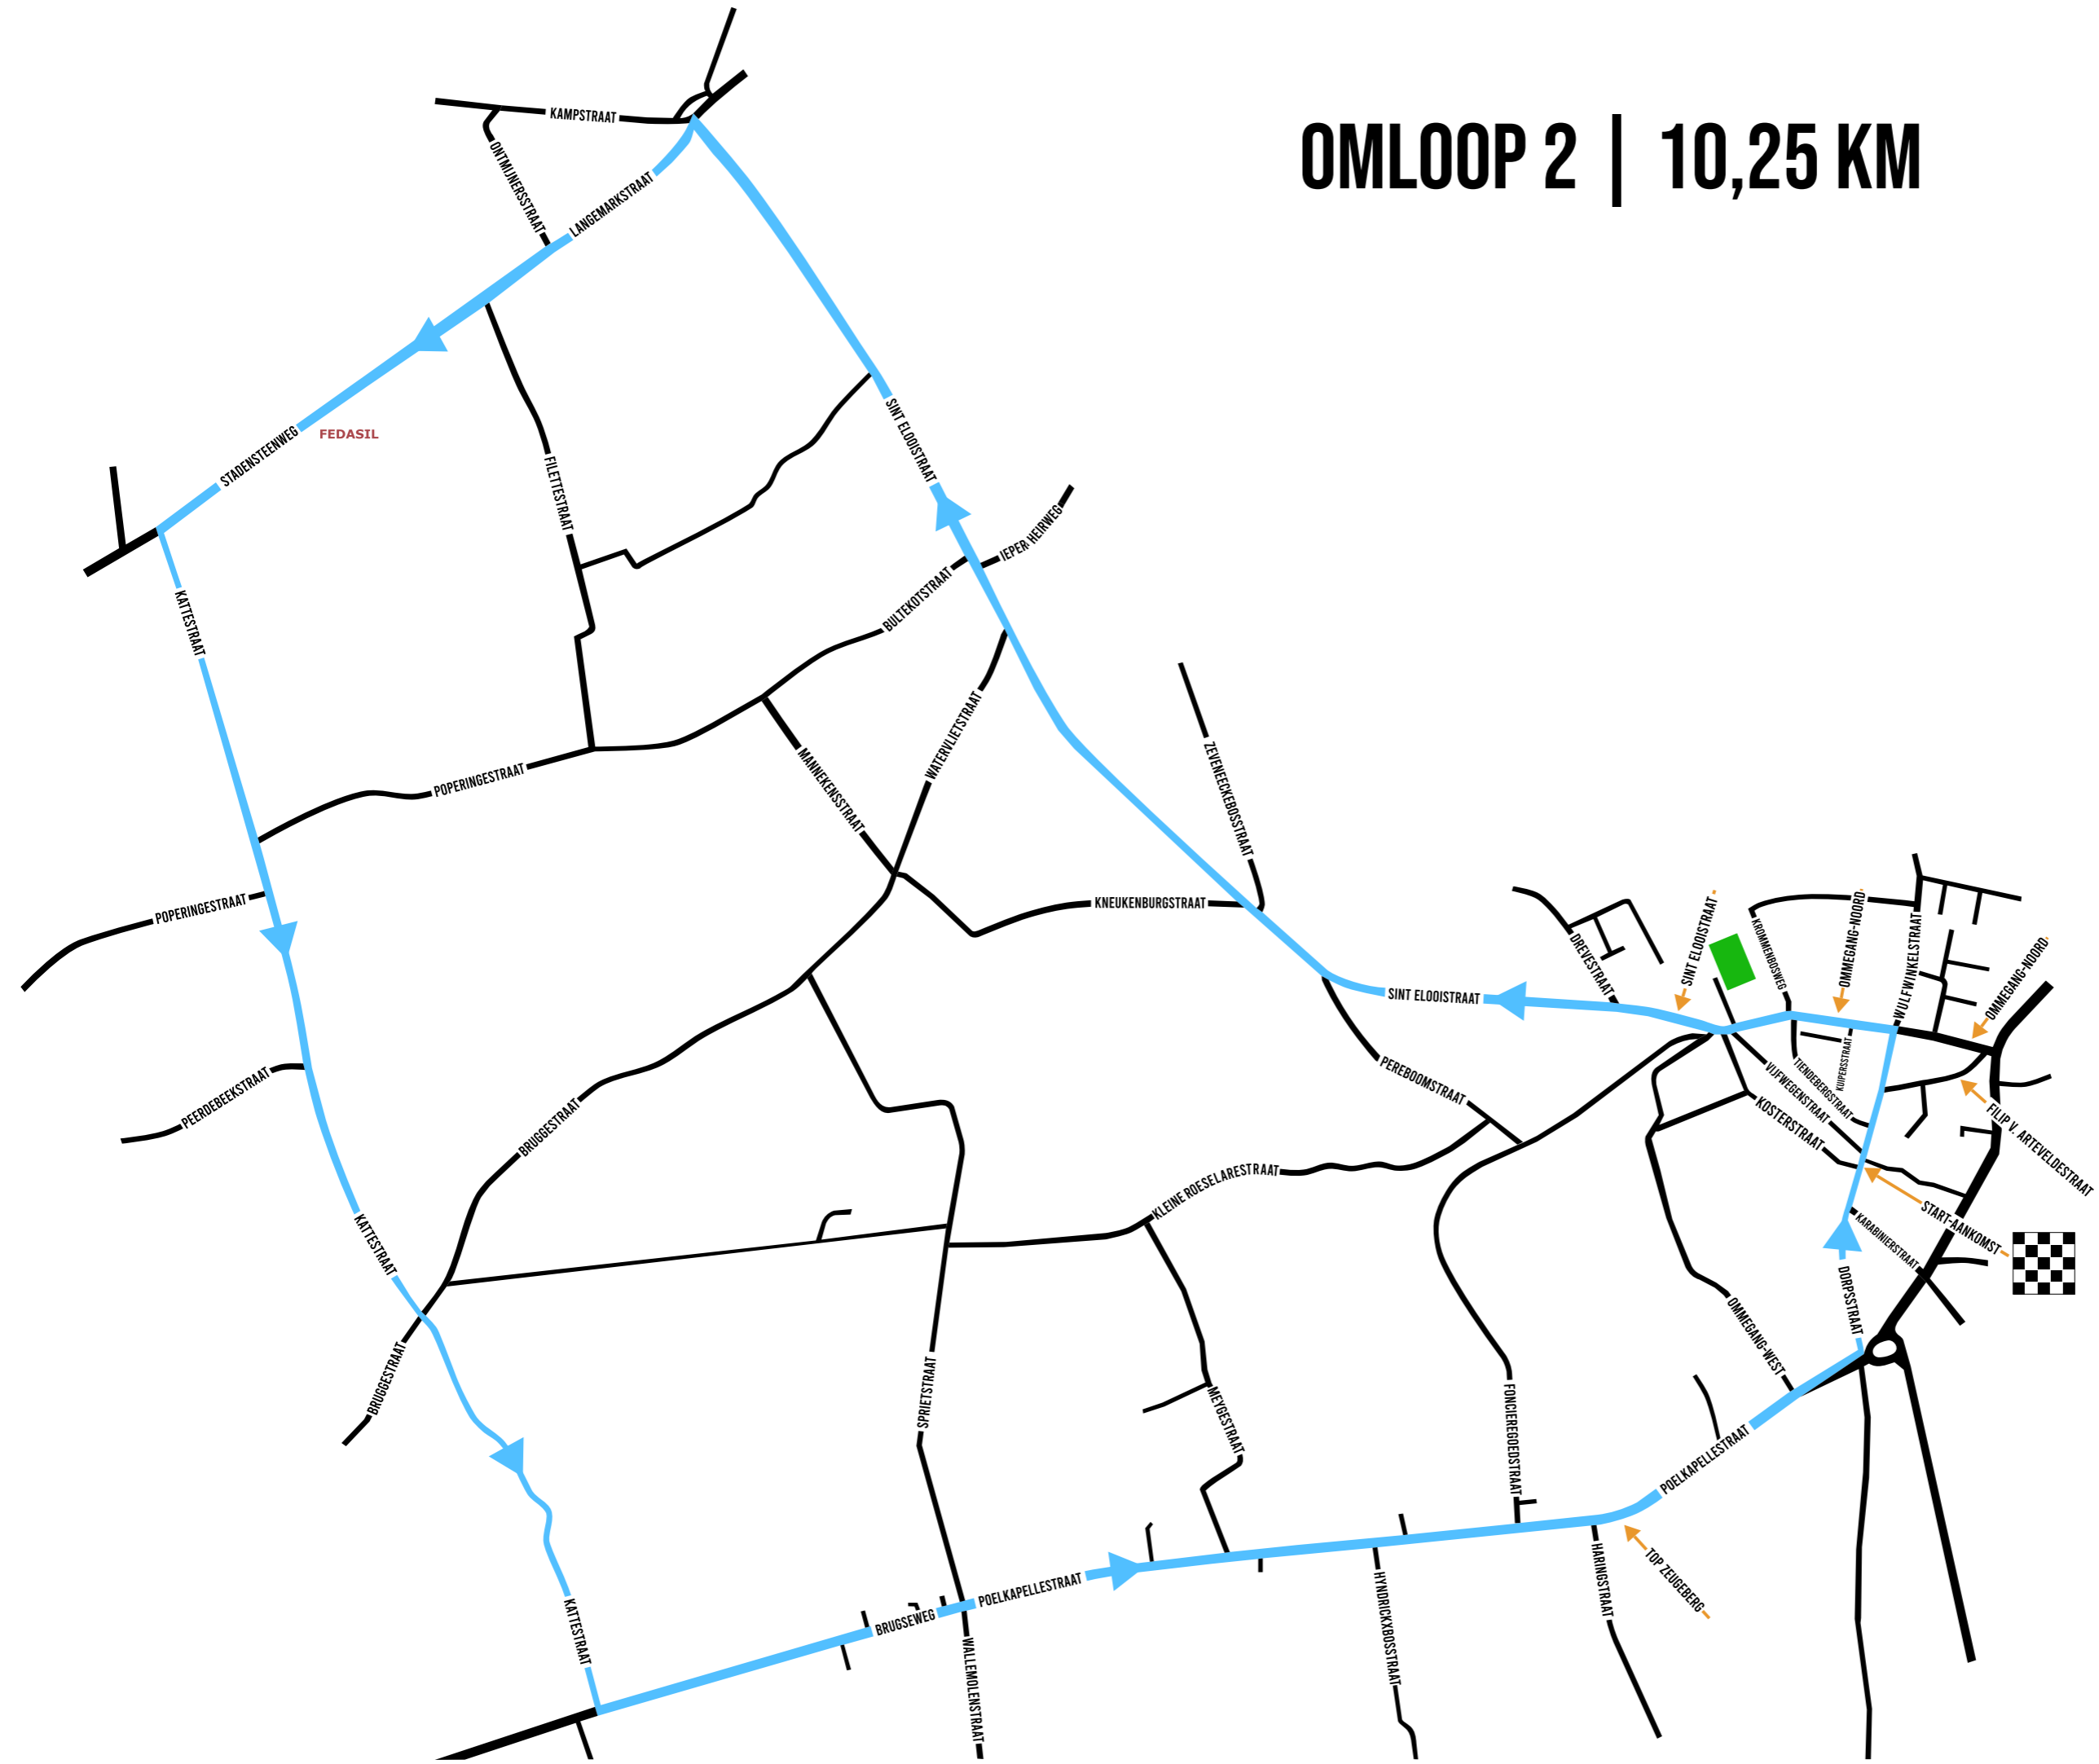 OMLOOP 2 | 10,25 KM
KAMPSTRAAT
ONTMIJNERSSTRAAT
LANGEMARKSTRAAT
FEDASIL
STADENSTEENWEG
SINT ELOOISTRAAT
FILETTESTRAAT
IEPER HEIRWEG
BULTEKOTSTRAAT
KATTESTRAAT
WATERVLIETSTRAAT
ZEVENEECKEBOSSTRAAT
MANNEKENSSTRAAT
POPERINGESTRAAT
POPERINGESTRAAT
KNEUKENBURGSTRAAT
DREVESTRAAT
SINT ELOOISTRAAT
KROMMENBOSWEG
OMMEGANG-NOORD
WULFWINKELSTRAAT
OMMEGANG-NOORD
SINT ELOOISTRAAT
PEREBOOMSTRAAT
VIJFWEGENSTRAAT
TIENDEBERGSTRAAT
KUIPERSSTRAAT
PEERDEBEEKSTRAAT
BRUGGESTRAAT
KOSTERSTRAAT
FILIP V. ARTEVELDESTRAAT
KLEINE ROESELARESTRAAT
START-AANKOMST
KARABINIERSTRAAT
KATTESTRAAT
DORPSSTRAAT
OMMEGANG-WEST
BRUGGESTRAAT
SPRIETSTRAAT
MEYGESTRAAT
FONCIEREGOEDSTRAAT
POELKAPELLESTRAAT
TOP ZEUGEBERG
HARINGSTRAAT
HYNDRICKXBOSSTRAAT
POELKAPELLESTRAAT
BRUGSEWEG
KATTESTRAAT
WALLEMOLENSTRAAT